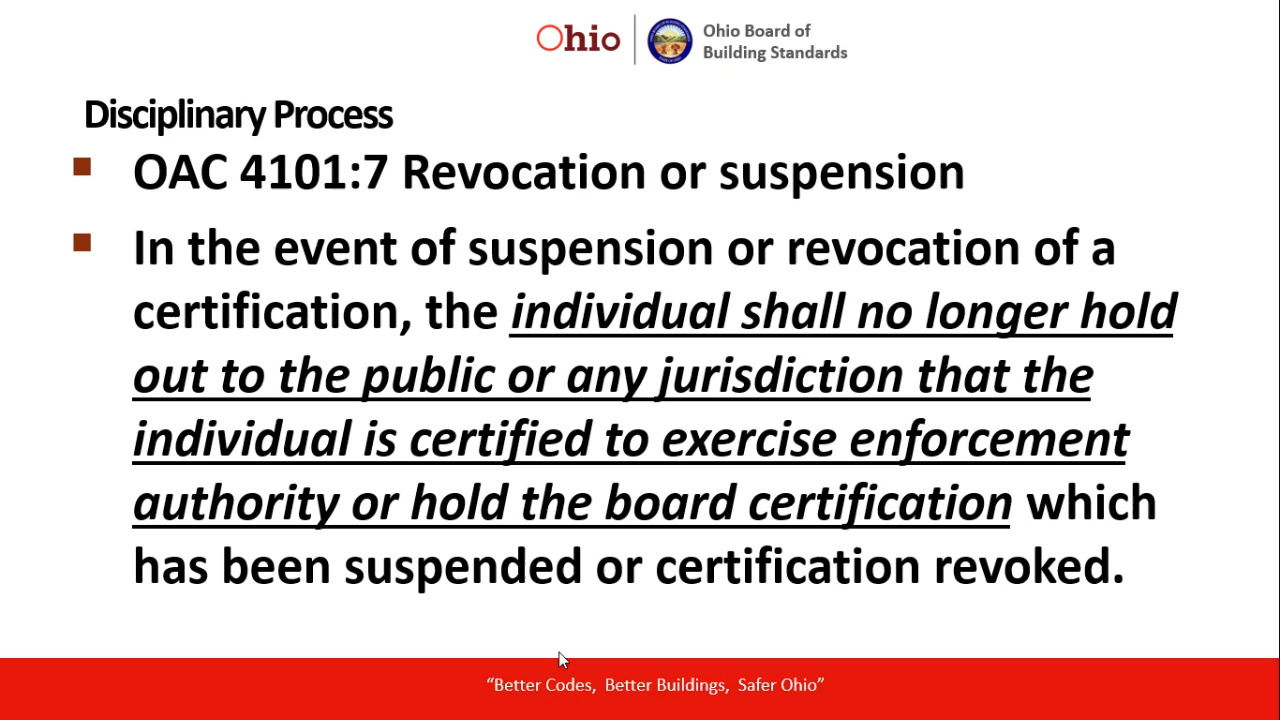 Ohio
Ohio Board of
Building Standards
Disciplinary Process
OAC 4101:7 Revocation or suspension
In the event of suspension or revocation of a
certification, the individual shall no longer hold
out to the public or any jurisdiction that the
individual is certified to exercise enforcement
authority or hold the board certification which
has been suspended or certification revoked.
“Better Codes, Better Buildings, Safer Ohio”